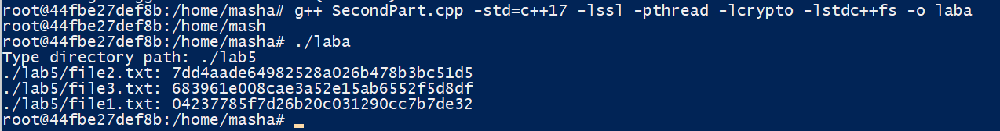 root@44fbe27def8b:/home/masha# g++ SecondPart.cpp -std=c++17 -lssl -pthread -lcrypto -lstdc++fs -o laba
root@44fbe27def8b:/home/mash
root@44fbe27def8b:/home/masha# ./laba
Type directory path: ./lab5
./lab5/file2.txt: 7dd4aade64982528a026b478b3bc51d5
./lab5/file3.txt: 683961e008cae3a52e15ab6552f5d8df
./lab5/file1.txt: 04237785f7d26b20c031290cc7b7de32
root@44fbe27def8b:/home/masha#